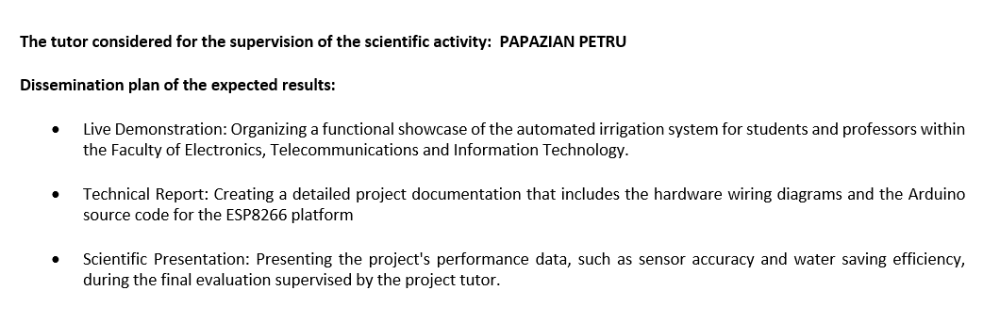 The tutor considered for the supervision of the scientific activity: PAPAZIAN PETRU
Dissemination plan of the expected results:
• Live Demonstration: Organizing a functional showcase of the automated irrigation system for students and professors within
the Faculty of Electronics, Telecommunications and Information Technology.
• Technical Report: Creating a detailed project documentation that includes the hardware wiring diagrams and the Arduino
source code for the ESP8266 platform
• Scientific Presentation: Presenting the project's performance data, such as sensor accuracy and water saving efficiency,
during the final evaluation supervised by the project tutor.